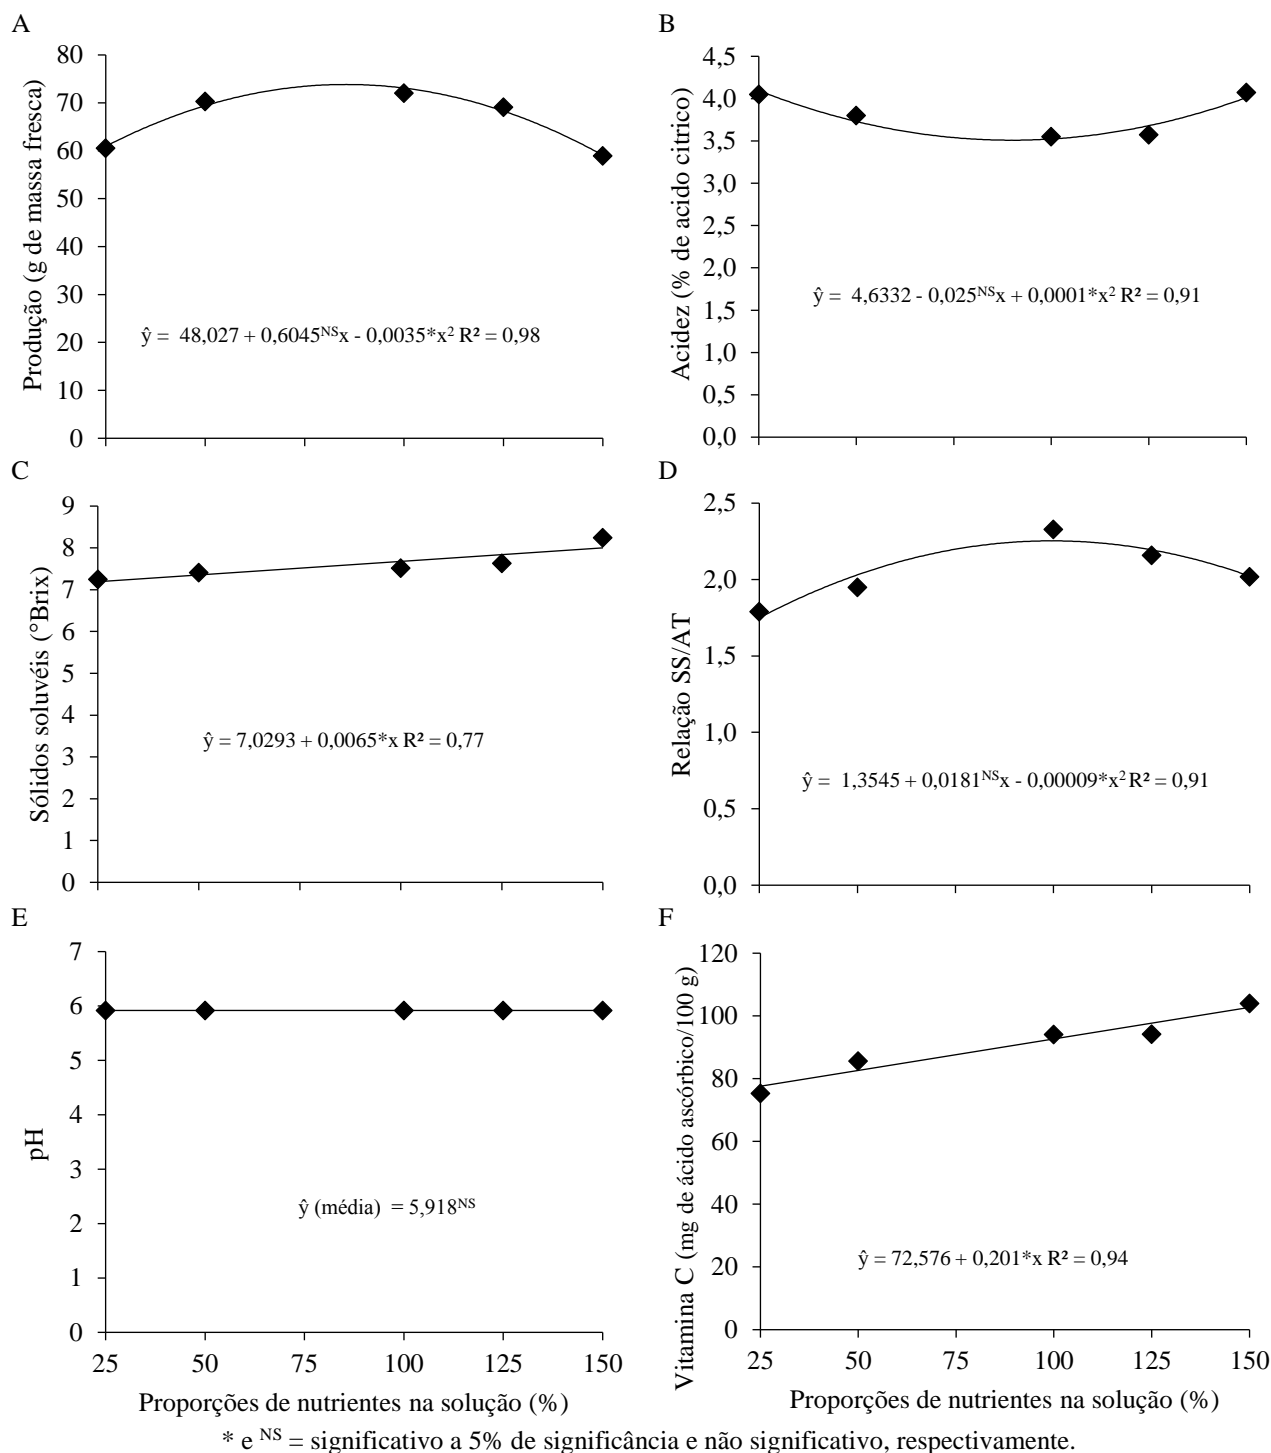 A
Produção (g de massa fresca)
80
70
60
50
40
30
20
10
0
ŷ = 48,027 + 0,6045ᴺˢx - 0,0035*x² R² = 0,98
B
Acidez (% de acido citrico)
4,5
4,0
3,5
3,0
2,5
2,0
1,5
1,0
0,5
0,0
ŷ = 4,6332 - 0,025ᴺˢx + 0,0001*x² R² = 0,91
C
Sólidos soluvéis (°Brix)
9
8
7
6
5
4
3
2
1
0
ŷ = 7,0293 + 0,0065*x R² = 0,77
D
Relação SS/AT
2,5
2,0
1,5
1,0
0,5
0,0
ŷ = 1,3545 + 0,0181ᴺˢx - 0,00009*x² R² = 0,91
E
pH
7
6
5
4
3
2
1
0
ŷ (média) = 5,918ᴺˢ
25 50 75 100 125 150
Proporções de nutrientes na solução (%)
F
Vitamina C (mg de ácido ascórbico/100 g)
120
100
80
60
40
20
0
ŷ = 72,576 + 0,201*x R² = 0,94
25 50 75 100 125 150
Proporções de nutrientes na solução (%)
* e ᴺˢ = significativo a 5% de significância e não significativo, respectivamente.